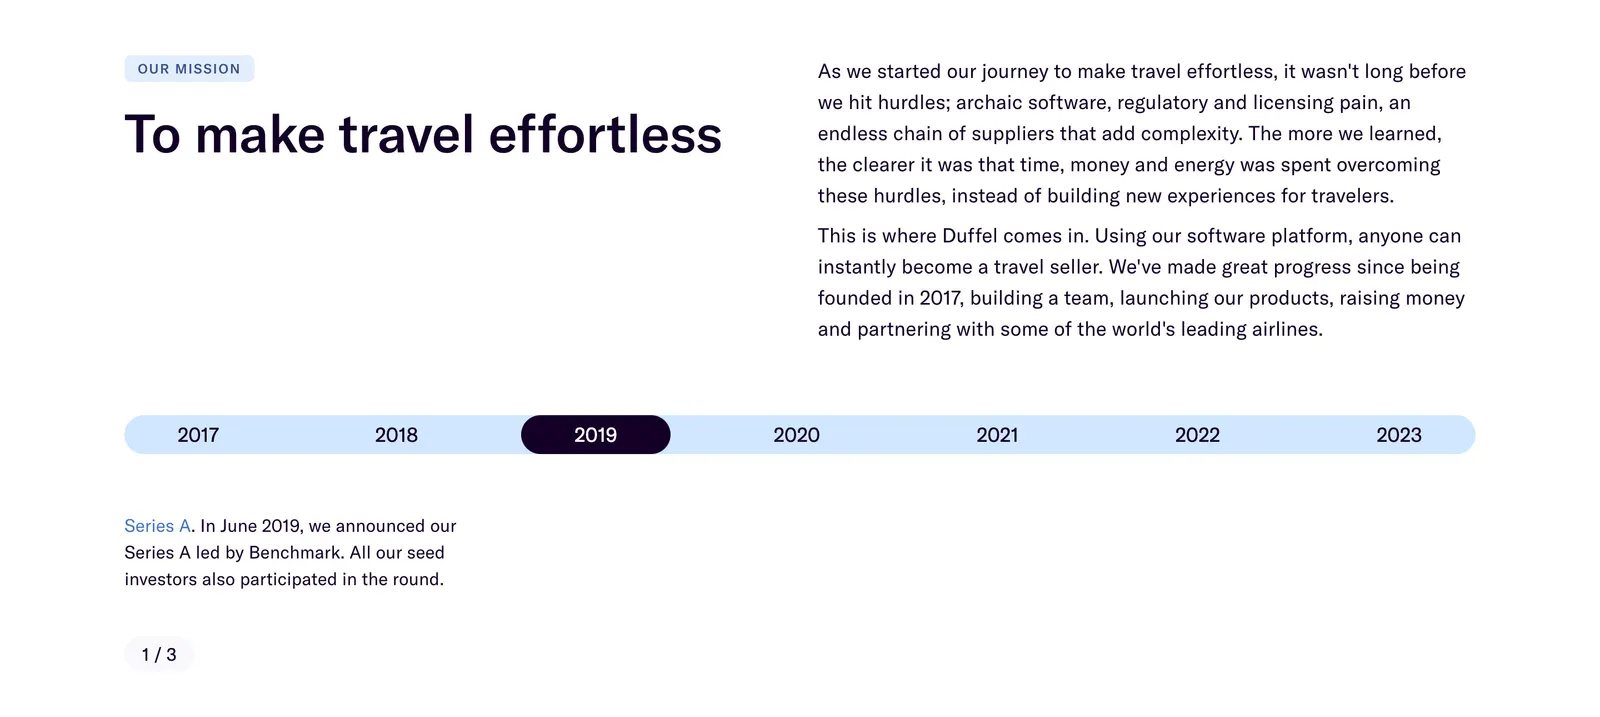 OUR MISSION
To make travel effortless
As we started our journey to make travel effortless, it wasn't long before
we hit hurdles; archaic software, regulatory and licensing pain, an
endless chain of suppliers that add complexity. The more we learned,
the clearer it was that time, money and energy was spent overcoming
these hurdles, instead of building new experiences for travelers.
This is where Duffel comes in. Using our software platform, anyone can
instantly become a travel seller. We've made great progress since being
founded in 2017, building a team, launching our products, raising money
and partnering with some of the world's leading airlines.
2017 2018 2019 2020 2021 2022 2023
Series A. In June 2019, we announced our
Series A led by Benchmark. All our seed
investors also participated in the round.
1 / 3